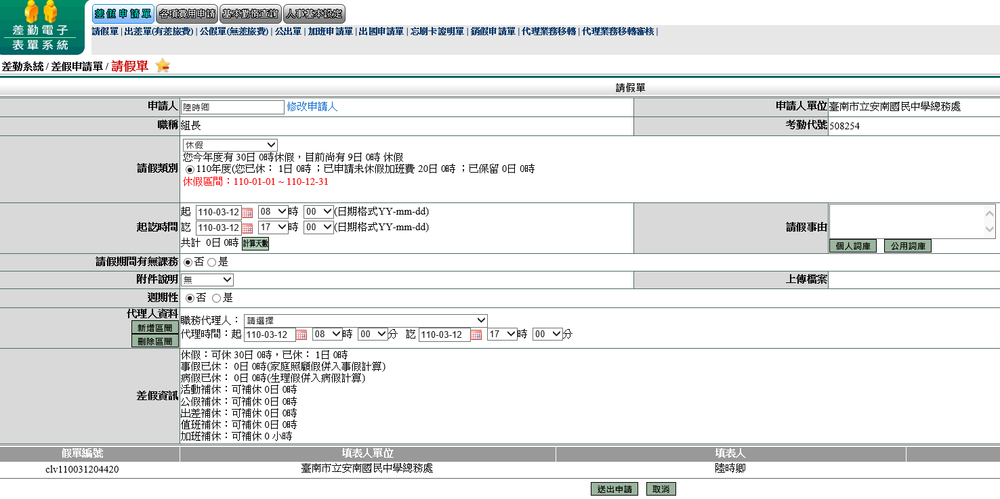 差勤電子
表單系統
差假申請單 各項費用申請 基本勤惰查詢 人事基本設定
請假單 | 出差單(有差旅費) | 公假單(無差旅費) | 公出單 | 加班申請單 | 出國申請單 | 忘刷卡證明單 | 銷假申請單 | 代理業務移轉 | 代理業務移轉審核 |
差勤系統 / 差假申請單 / 請假單
請假單
申請人 陸時卿 修改申請人 申請人單位 臺南市立安南國民中學總務處
職稱 組長 考勤代號 508254
請假類別 休假
您今年度有 30日 0時休假，目前尚有 9日 0時 休假
110年度(您已休： 1日 0時 ；已申請未休假加班費 20日 0時 ；已保留 0日 0時
休假區間：110-01-01 ~ 110-12-31
起訖時間 起 110-03-12 08 時 00 (日期格式YY-mm-dd)
訖 110-03-12 17 時 00 (日期格式YY-mm-dd)
共計 0日 0時 計算天數
請假事由
個人詞庫 公用詞庫
請假期間有無課務 否 是
附件說明 無 上傳檔案
週期性 否 是
代理人資料
新增區間
刪除區間
職務代理人： 請選擇
代理時間：起 110-03-12 08 時 00 分 訖 110-03-12 17 時 00 分
差假資訊
休假：可休 30日 0時，已休： 1日 0時
事假已休： 0日 0時(家庭照顧假併入事假計算)
病假已休： 0日 0時(生理假併入病假計算)
活動補休：可補休 0日 0時
公假補休：可補休 0日 0時
出差補休：可補休 0日 0時
值班補休：可補休 0日 0時
加班補休：可補休 0 小時
假單編號 填表人單位 填表人
clv110031204420 臺南市立安南國民中學總務處 陸時卿
送出申請 取消